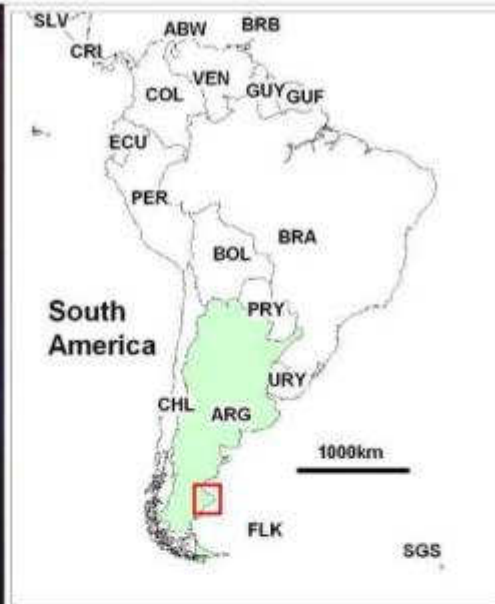 SLV
ABW
BRB
CRI
VEN
COL
GUY
GUF
ECU
PER
BRA
BOL
South
America
PRY
URY
CHL
ARG
1000km
FLK
SGS